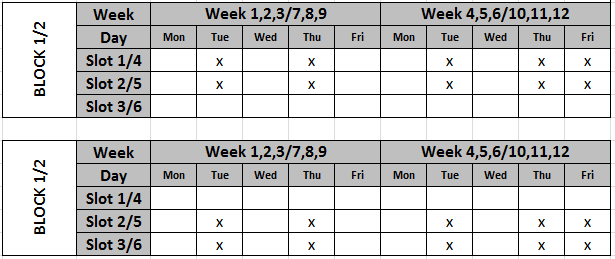 BLOCK 1/2
Week Week 1,2,3/7,8,9 Week 4,5,6/10,11,12
Day Mon Tue Wed Thu Fri Mon Tue Wed Thu Fri
Slot 1/4 x x x x x
Slot 2/5 x x x x x
Slot 3/6
BLOCK 1/2
Week Week 1,2,3/7,8,9 Week 4,5,6/10,11,12
Day Mon Tue Wed Thu Fri Mon Tue Wed Thu Fri
Slot 1/4
Slot 2/5 x x x x x
Slot 3/6 x x x x x